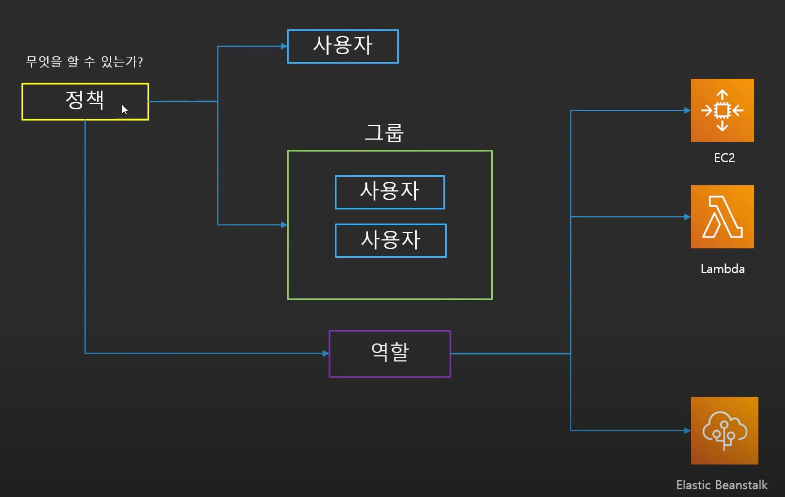 무엇을 할 수 있는가?
정책
사용자
그룹
사용자
사용자
역할
EC2
Lambda
Elastic Beanstalk